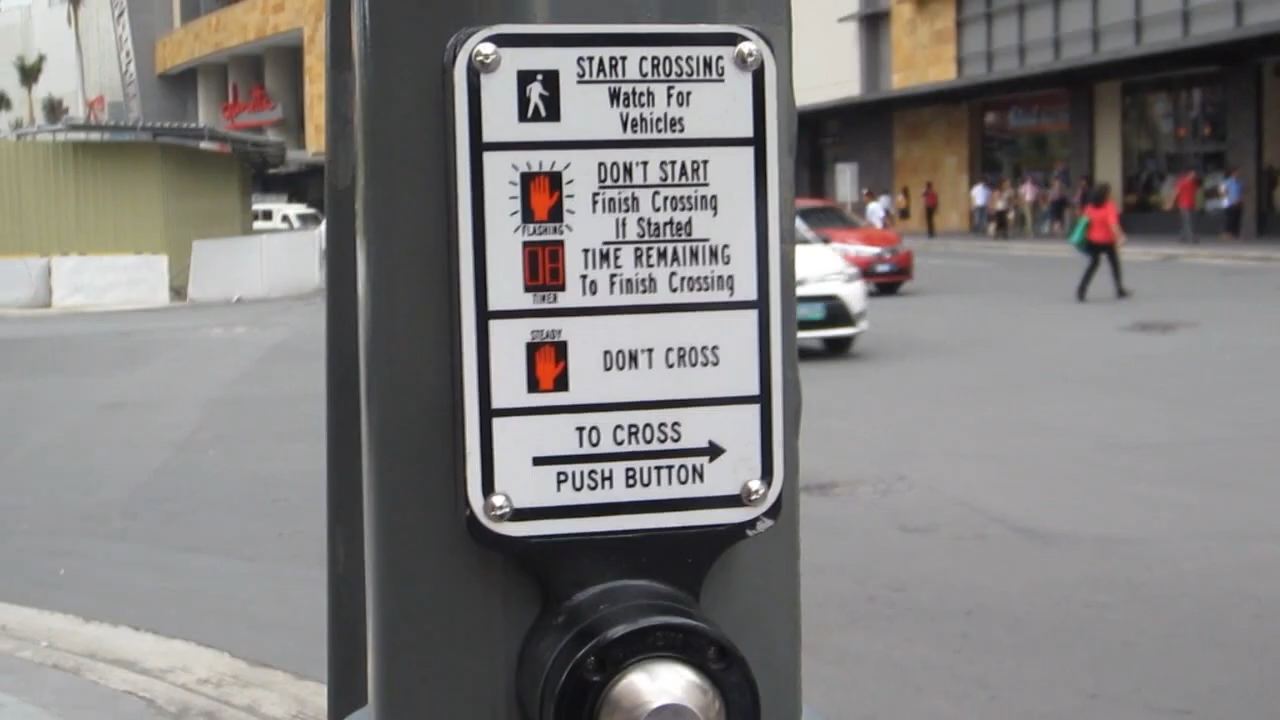 START CROSSING
Watch For
Vehicles
DON'T START
Finish Crossing
If Started
FLASHING
08
TIME REMAINING
To Finish Crossing
TIMER
STEADY
DON'T CROSS
TO CROSS
PUSH BUTTON